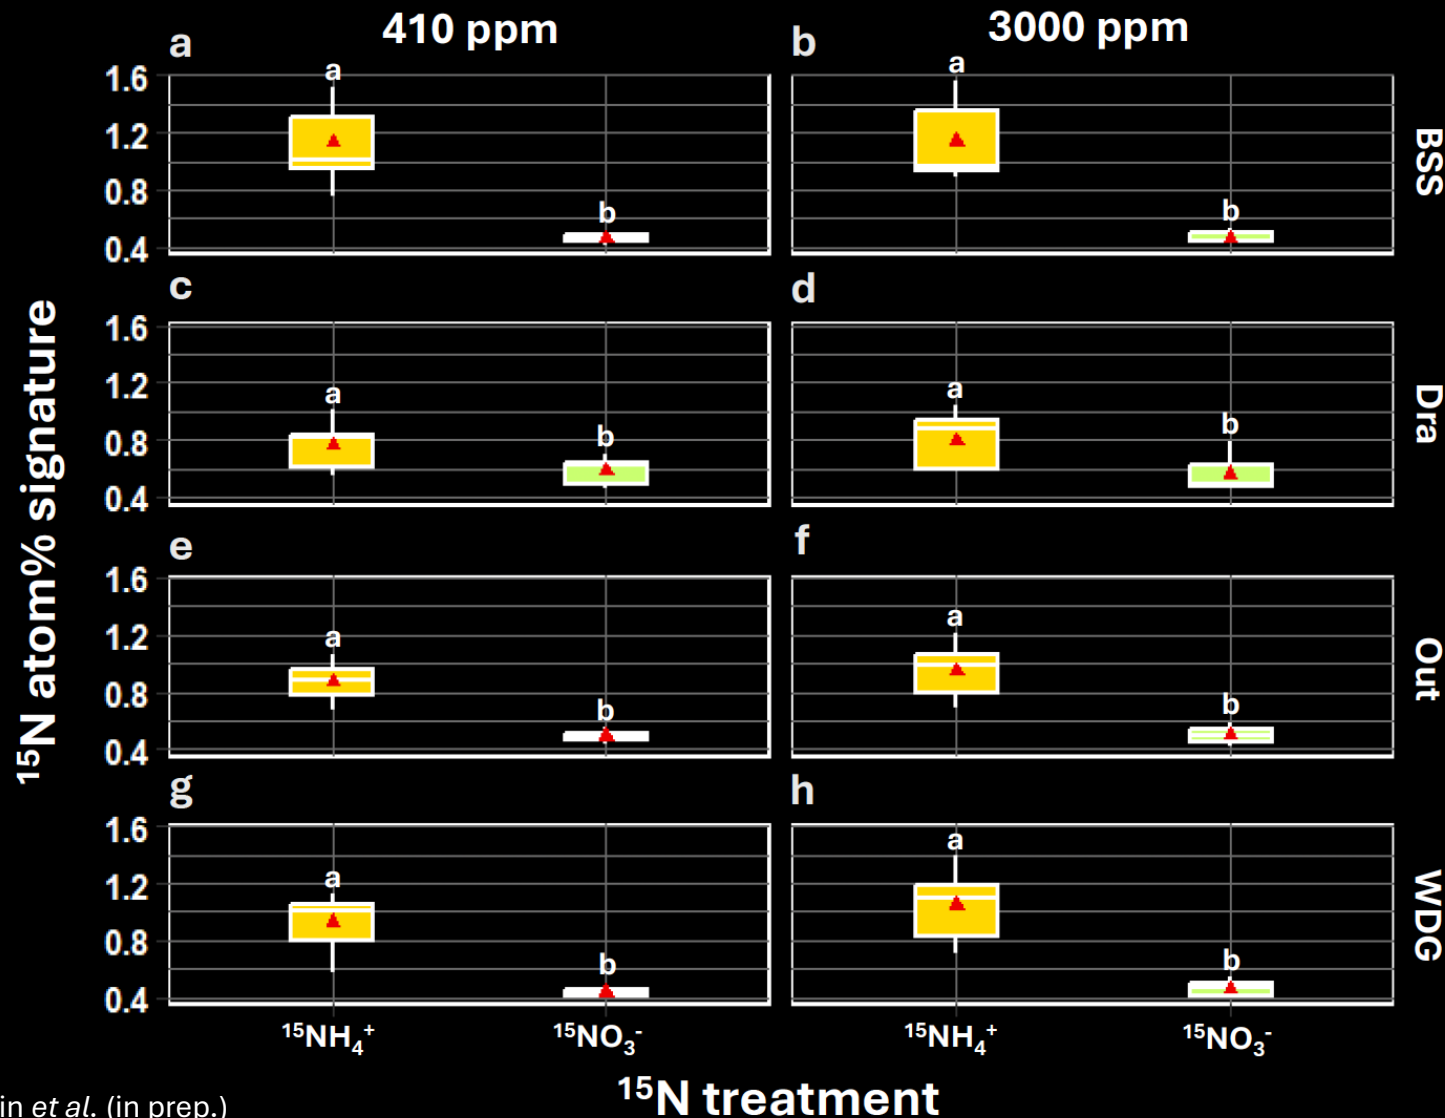 410 ppm
3000 ppm
a
b
1.6
1.2
0.8
0.4
a
b
a
b
BSS
c
d
1.6
1.2
0.8
0.4
a
b
a
b
Dra
e
f
1.6
1.2
0.8
0.4
a
b
a
b
Out
g
h
1.6
1.2
0.8
0.4
a
b
a
b
WDG
¹⁵N atom% signature
¹⁵NH₄⁺
¹⁵NO₃⁻
¹⁵NH₄⁺
¹⁵NO₃⁻
¹⁵N treatment
in et al. (in prep.)